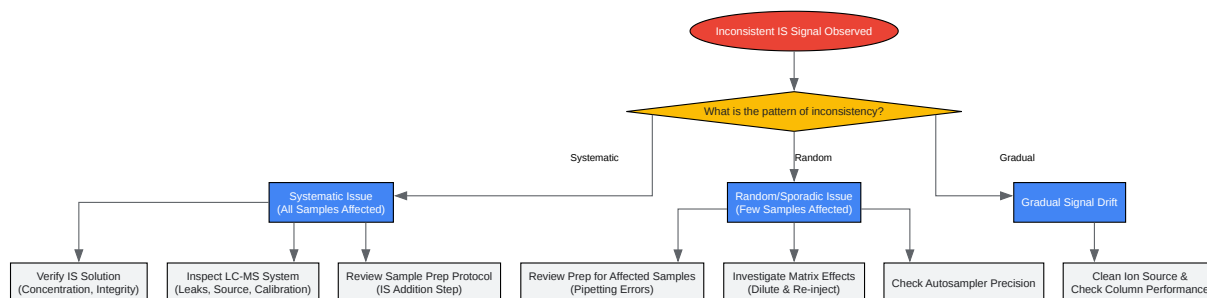 Inconsistent IS Signal Observed
What is the pattern of inconsistency?
Systematic
Random
Gradual
Systematic Issue
(All Samples Affected)
Random/Sporadic Issue
(Few Samples Affected)
Gradual Signal Drift
Verify IS Solution
(Concentration, Integrity)
Inspect LC-MS System
(Leaks, Source, Calibration)
Review Sample Prep Protocol
(IS Addition Step)
Review Prep for Affected Samples
(Pipetting Errors)
Investigate Matrix Effects
(Dilute & Re-inject)
Check Autosampler Precision
Clean Ion Source &
Check Column Performance